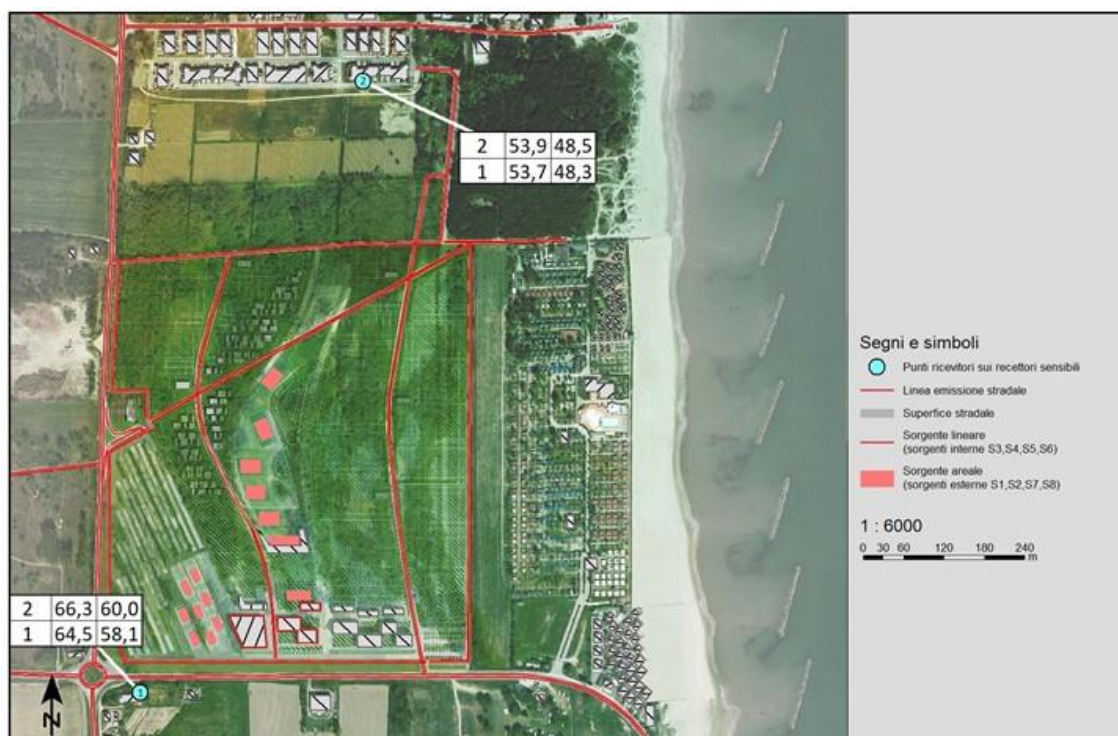 2
2 53,9 48,5
1 53,7 48,3
2 66,3 60,0
1 64,5 58,1
1
N
Segni e simboli
Punti ricevitori sui recettori sensibili
Linea emissione stradale
Superfice stradale
Sorgente lineare
(sorgenti interne S3,S4,S5,S6)
Sorgente areale
(sorgenti esterne S1,S2,S7,S8)
1 : 6000
0 30 60 120 180 240
m